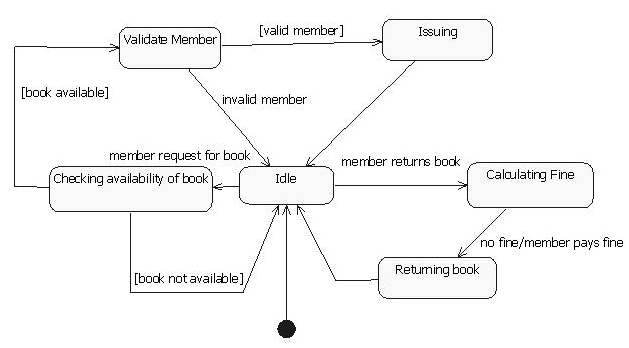 Validate Member
[valid member]
Issuing
[book available]
invalid member
member request for book
member returns book
Checking availability of book
Idle
Calculating Fine
no fine/member pays fine
[book not available]
Returning book